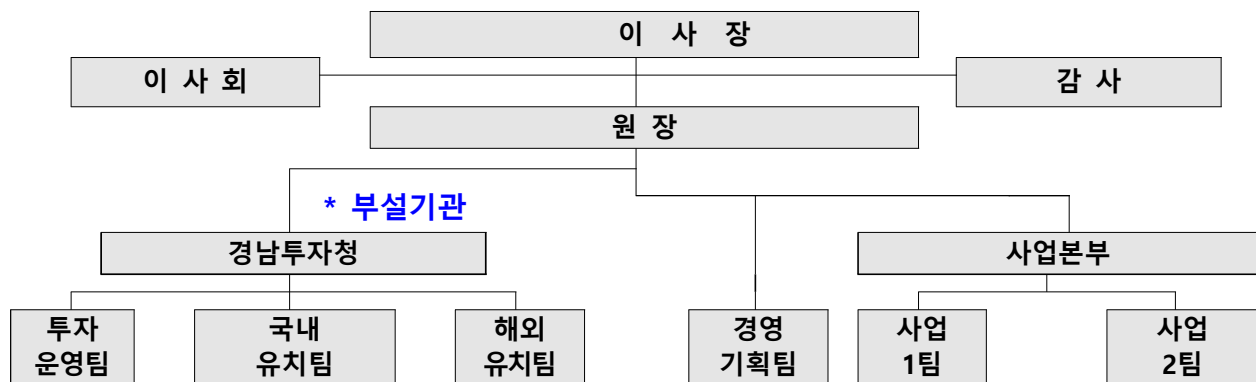 이 사 장
이 사 회
감 사
원 장
* 부설기관
경남투자청
사업본부
투자
운영팀
국내
유치팀
해외
유치팀
경영
기획팀
사업
1팀
사업
2팀